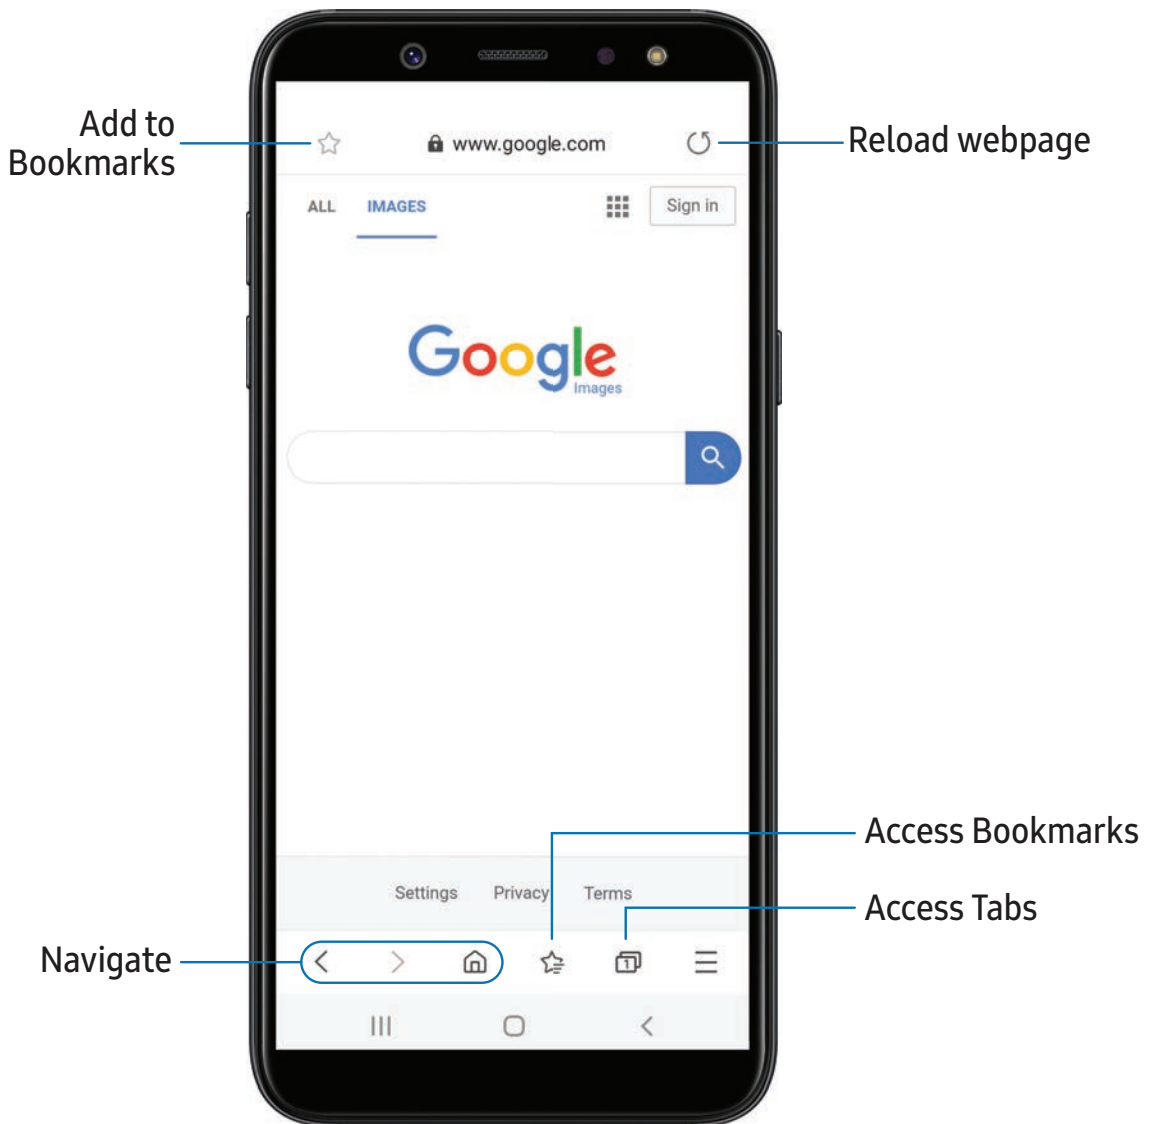 Add to
Bookmarks
www.google.com
Reload webpage
ALL IMAGES
Sign in
Google
Images
Access Bookmarks
Settings Privacy Terms
Access Tabs
Navigate
1